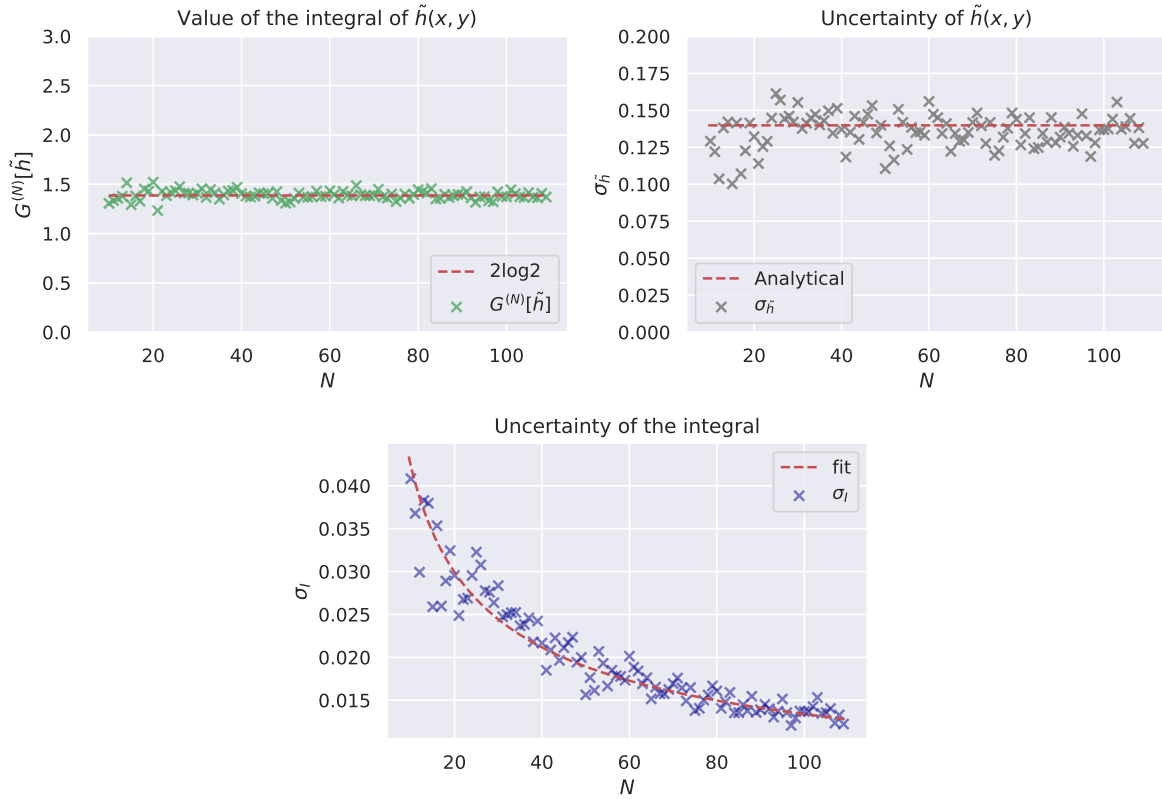 Value of the integral of h̃(x, y)
3.0
2.5
2.0
1.5
1.0
0.5
0.0
G⁽ᴺ⁾[h̃]
20 40 60 80 100
N
2log2
G⁽ᴺ⁾[h̃]
Uncertainty of h̃(x, y)
0.200
0.175
0.150
0.125
0.100
0.075
0.050
0.025
0.000
σ_h̃
20 40 60 80 100
N
Analytical
σ_h̃
Uncertainty of the integral
0.040
0.035
0.030
0.025
0.020
0.015
σ_I
20 40 60 80 100
N
fit
σ_I